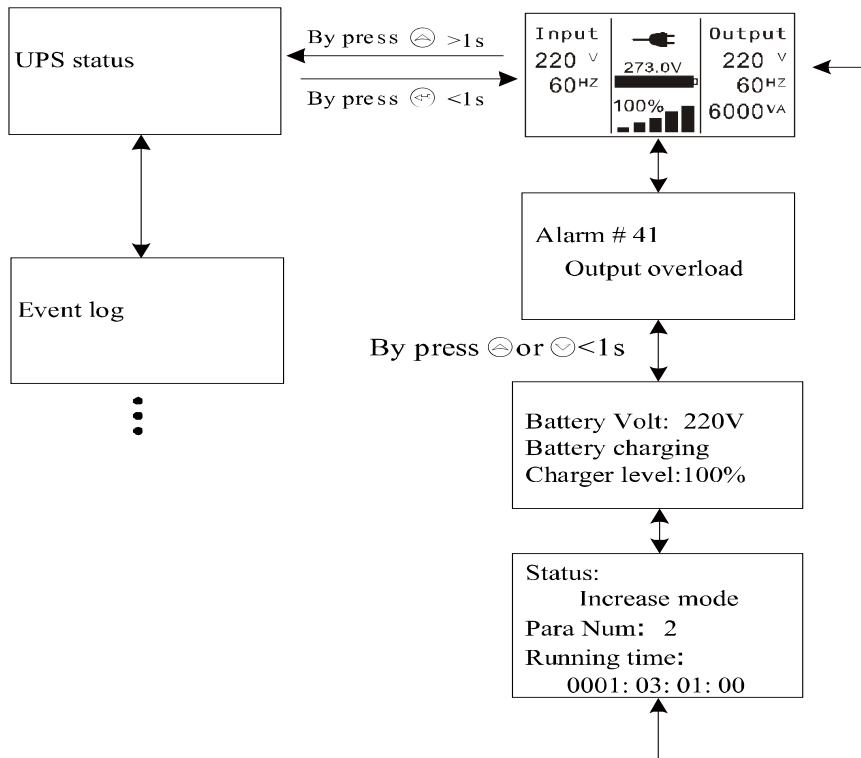 UPS status
By press >1s
By press <1s
Input
220 V
60HZ
273.0V
100%
Output
220 V
60HZ
6000VA
Alarm # 41
Output overload
Event log
By press or <1s
Battery Volt: 220V
Battery charging
Charger level:100%
Status:
Increase mode
Para Num: 2
Running time:
0001: 03: 01: 00